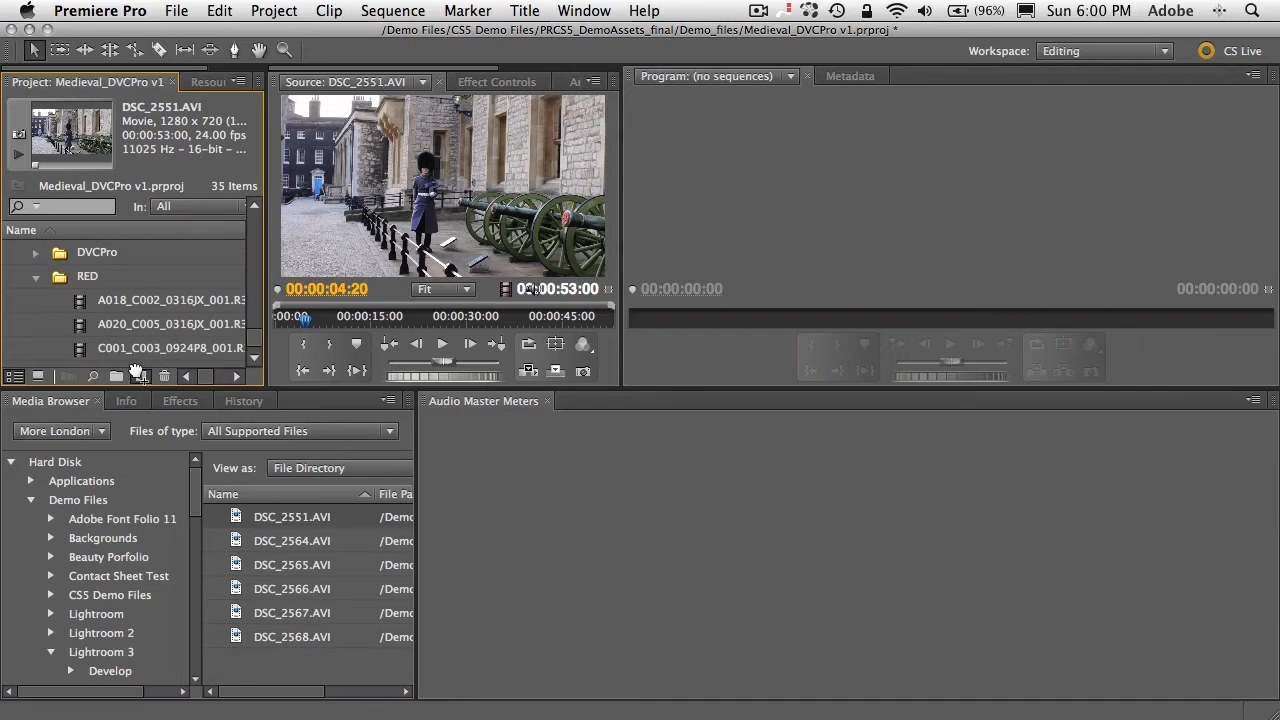 Premiere Pro File Edit Project Clip Sequence Marker Title Window Help (96%) Sun 6:00 PM Adobe
/Demo Files/CS5 Demo Files/PRCS5_DemoAssets_final/Demo_files/Medieval_DVCPro v1.prproj *
Workspace: Editing CS Live
Project: Medieval_DVCPro v1 Resour Source: DSC_2551.AVI Effect Controls Program: (no sequences) Metadata
DSC_2551.AVI
Movie, 1280 x 720 (1...
00:00:53:00, 24.00 fps
11025 Hz - 16-bit - ...
Medieval_DVCPro v1.prproj 35 Items
In: All
Name
DVCPro
RED
A018_C002_0316JX_001.R3
A020_C005_0316JX_001.R3
C001_C003_0924P8_001.R
00:00:04:20 Fit 00:00:53:00
:00:00 00:00:15:00 00:00:30:00 00:00:45:00
00:00:00:00 00:00:00:00
Media Browser Info Effects History
More London Files of type: All Supported Files
Hard Disk
Applications
Demo Files
Adobe Font Folio 11
Backgrounds
Beauty Porfolio
Contact Sheet Test
CS5 Demo Files
Lightroom
Lightroom 2
Lightroom 3
Develop
View as: File Directory
Name File Pa
DSC_2551.AVI /Demo
DSC_2564.AVI /Demo
DSC_2565.AVI /Demo
DSC_2566.AVI /Demo
DSC_2567.AVI /Demo
DSC_2568.AVI /Demo
Audio Master Meters